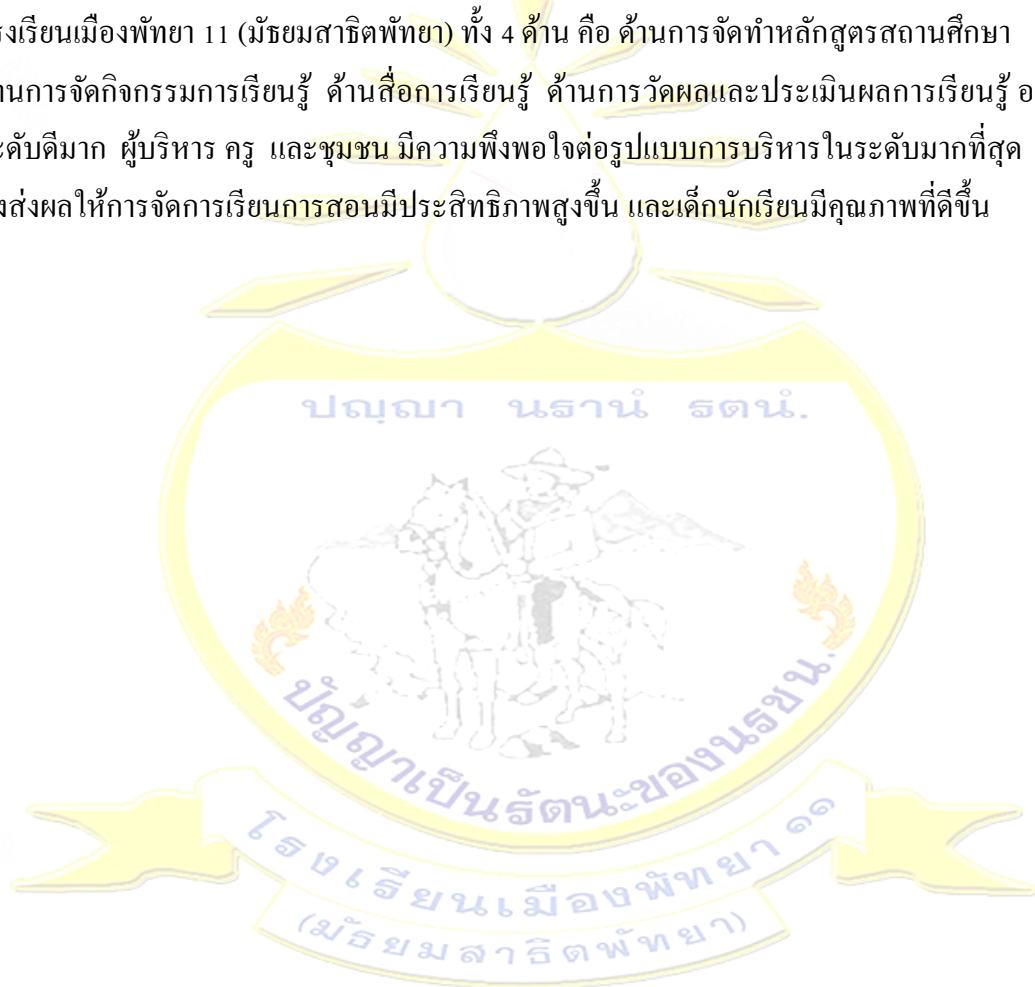 รงเรียนเมืองพัทยา 11 (มัธยมสาธิตพัทยา) ทั้ง 4 ด้าน คือ ด้านการจัดทำหลักสูตรสถานศึกษา
านการจัดกิจกรรมการเรียนรู้ ด้านสื่อการเรียนรู้ ด้านการวัดผลและประเมินผลการเรียนรู้ อ
ะดับดีมาก ผู้บริหาร ครู และชุมชน มีความพึงพอใจต่อรูปแบบการบริหารในระดับมากที่สุด
งส่งผลให้การจัดการเรียนการสอนมีประสิทธิภาพสูงขึ้น และเด็กนักเรียนมีคุณภาพที่ดีขึ้น
ปญฺญา นรานํ รตนํ.
ปัญญาเป็นรัตนะของนรชน.
โรงเรียนเมืองพัทยา ๑๑
(มัธยมสาธิตพัทยา)